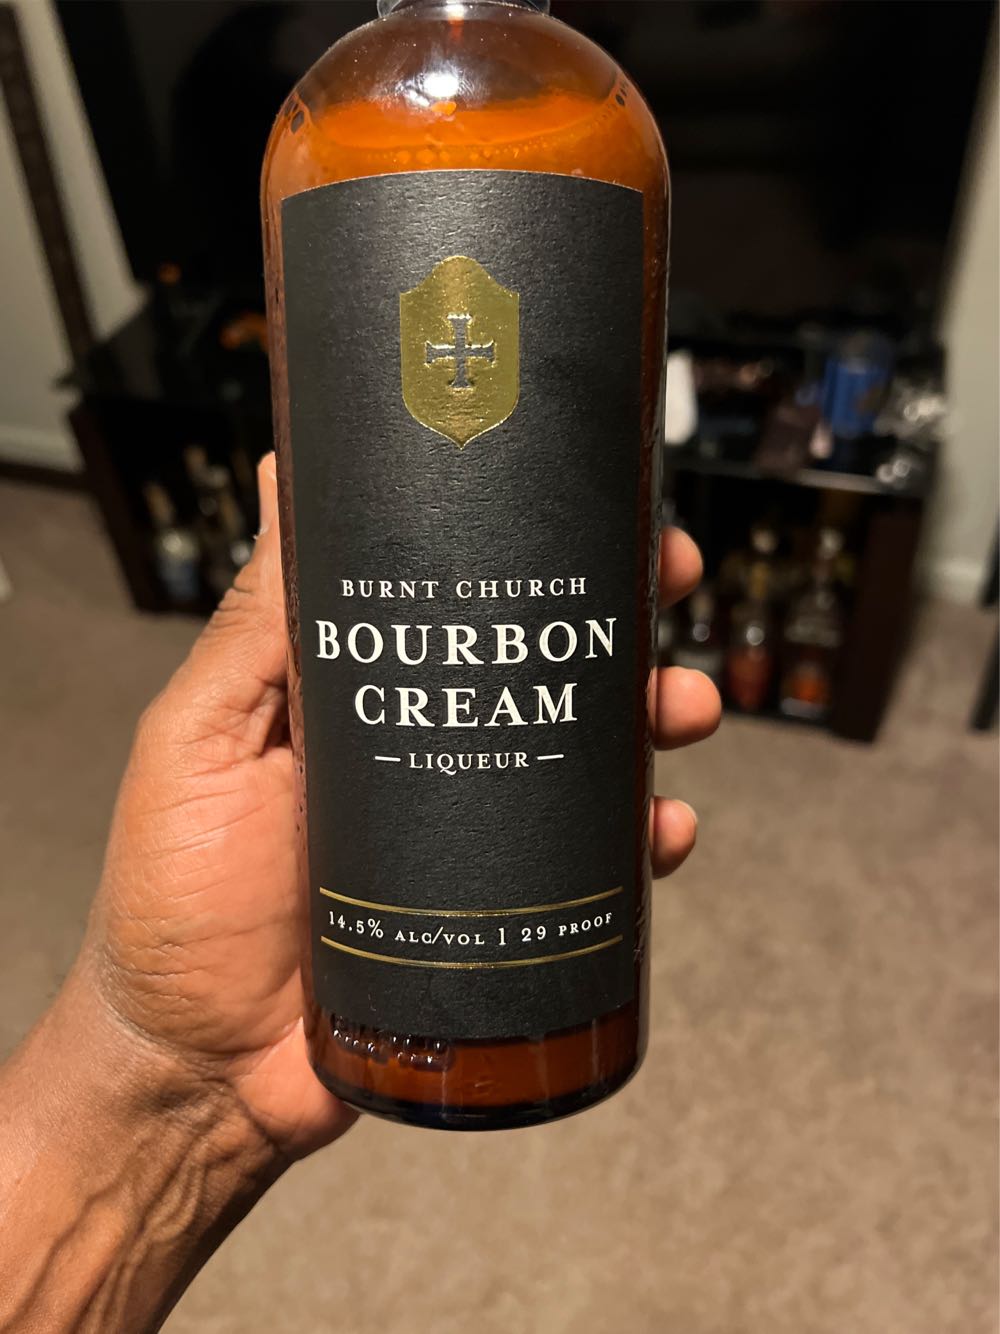 BURNT CHURCH
BOURBON
CREAM
— LIQUEUR —
14.5% ALC/VOL | 29 PROOF